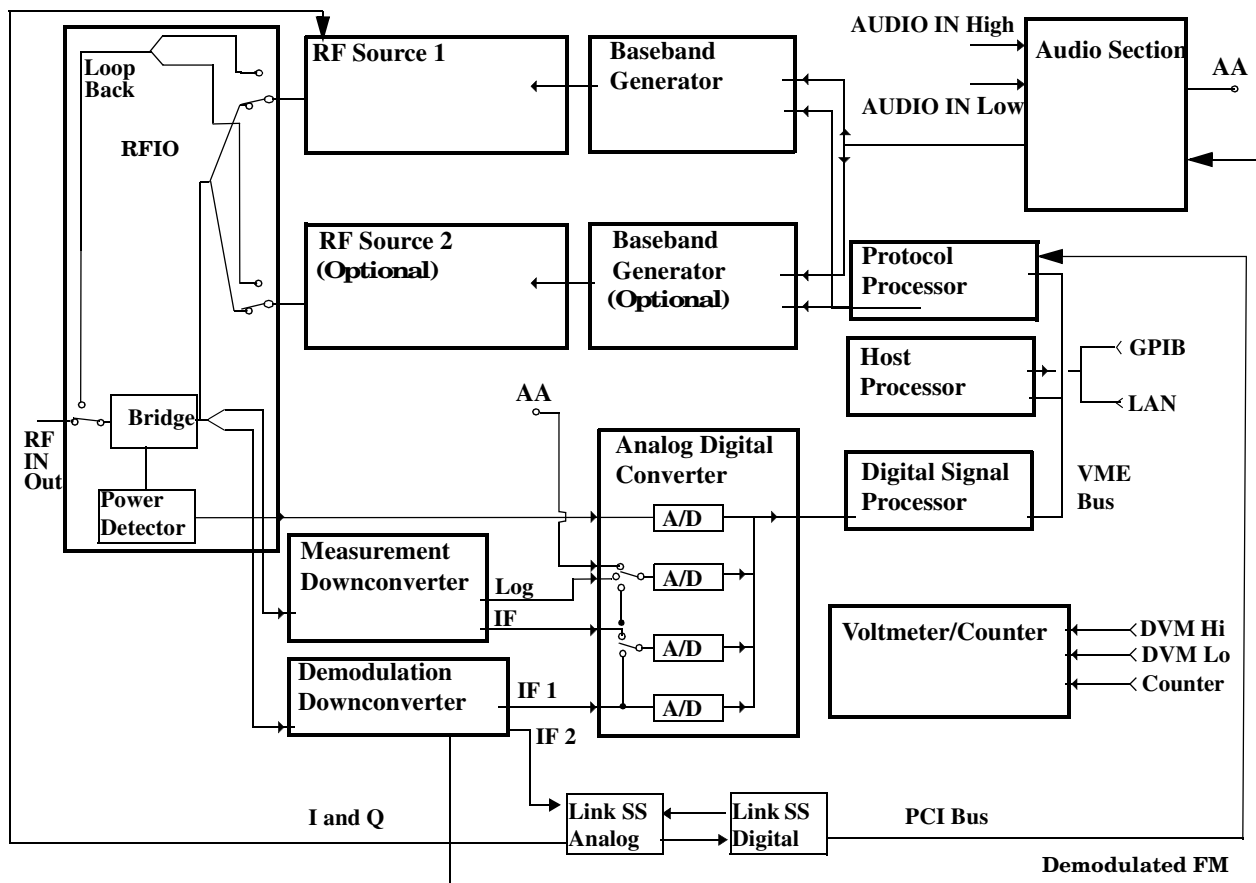 RF Source 1
Baseband
Generator
AUDIO IN High
Audio Section
AA
AUDIO IN Low
Loop
Back
RFIO
RF Source 2
(Optional)
Baseband
Generator
(Optional)
Protocol
Processor
Host
Processor
GPIB
LAN
AA
RF
IN
Out
Bridge
Power
Detector
Analog Digital
Converter
A/D
A/D
A/D
A/D
Digital Signal
Processor
VME
Bus
Measurement
Downconverter
Log
IF
Demodulation
Downconverter
IF 1
IF 2
Voltmeter/Counter
DVM Hi
DVM Lo
Counter
I and Q
Link SS
Analog
Link SS
Digital
PCI Bus
Demodulated FM